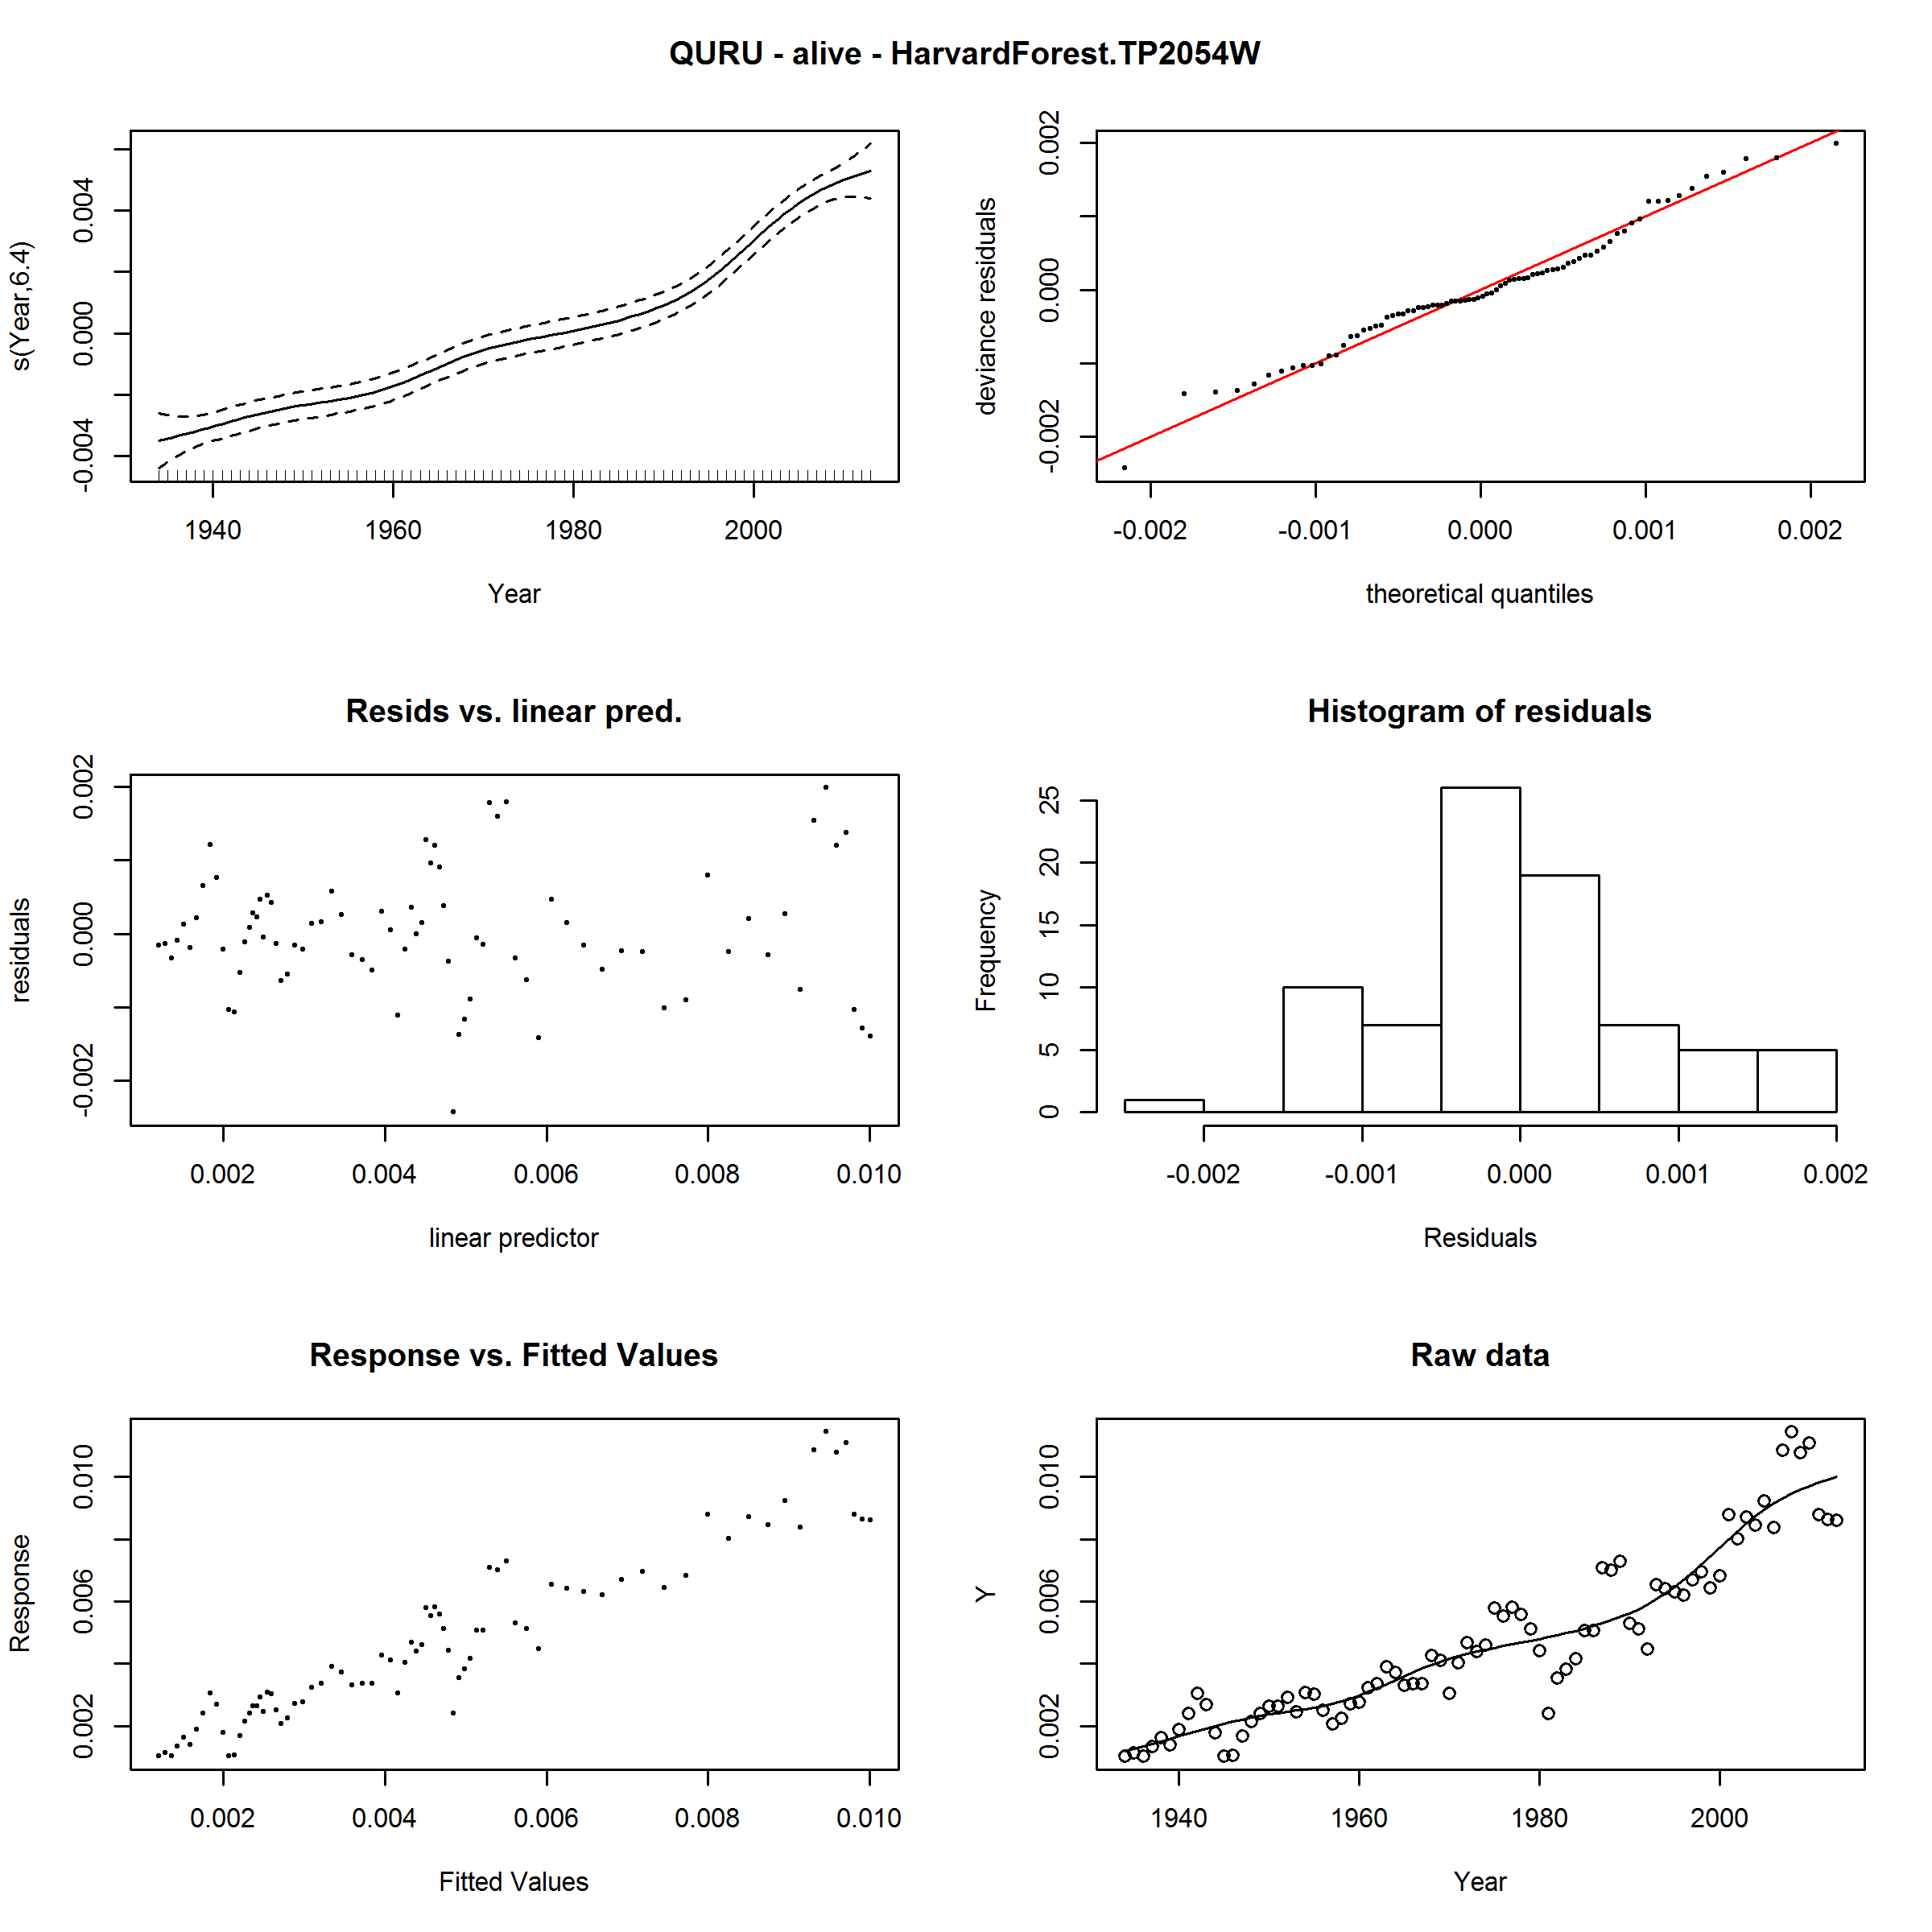 QURU - alive - HarvardForest.TP2054W
s(Year,6.4)
-0.004 0.000 0.004
1940 1960 1980 2000
Year
deviance residuals
-0.002 0.000 0.002
-0.002 -0.001 0.000 0.001 0.002
theoretical quantiles
Resids vs. linear pred.
residuals
-0.002 0.000 0.002
0.002 0.004 0.006 0.008 0.010
linear predictor
Histogram of residuals
Frequency
0 5 10 15 20 25
-0.002 -0.001 0.000 0.001 0.002
Residuals
Response vs. Fitted Values
Response
0.002 0.006 0.010
0.002 0.004 0.006 0.008 0.010
Fitted Values
Raw data
Y
0.002 0.006 0.010
1940 1960 1980 2000
Year